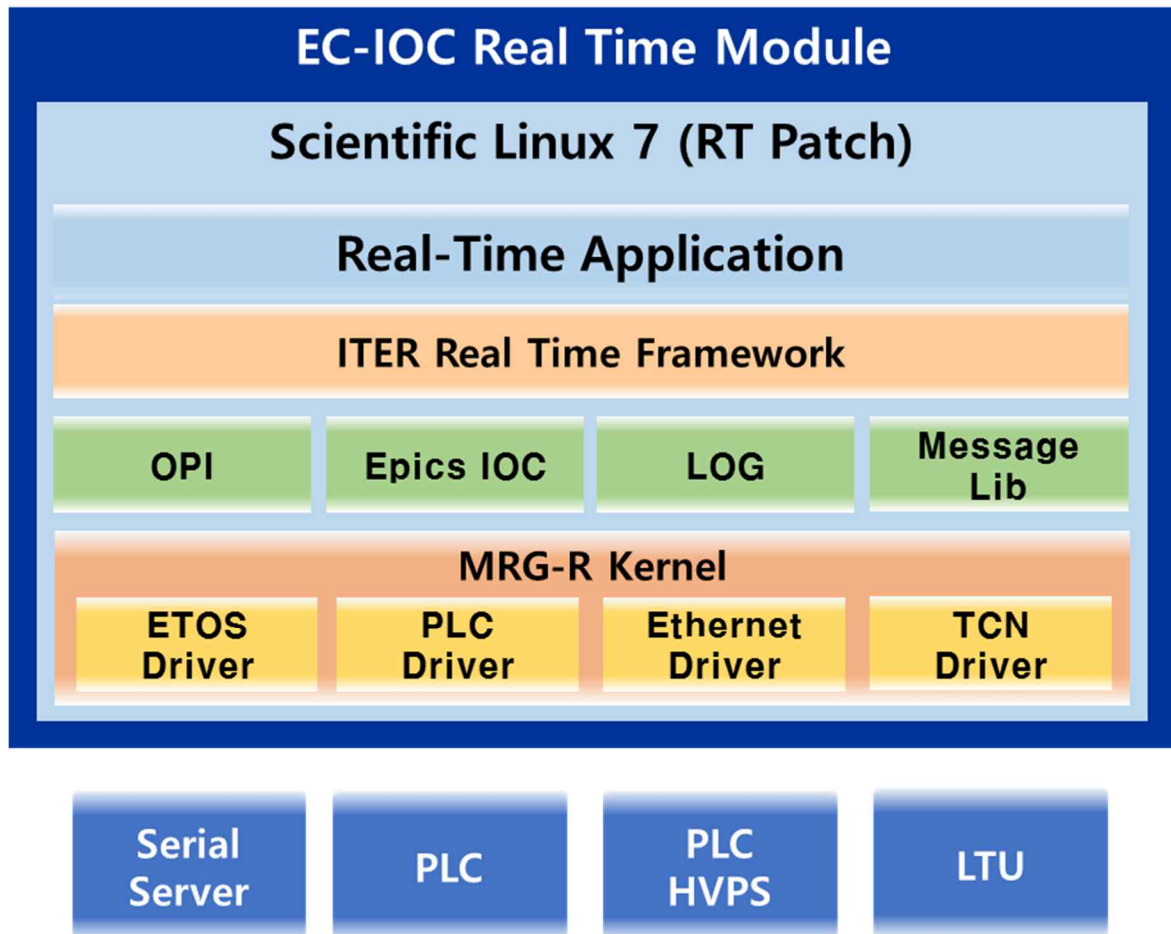 EC-IOC Real Time Module
Scientific Linux 7 (RT Patch)
Real-Time Application
ITER Real Time Framework
OPI
Epics IOC
LOG
Message
Lib
MRG-R Kernel
ETOS
Driver
PLC
Driver
Ethernet
Driver
TCN
Driver
Serial
Server
PLC
PLC
HVPS
LTU